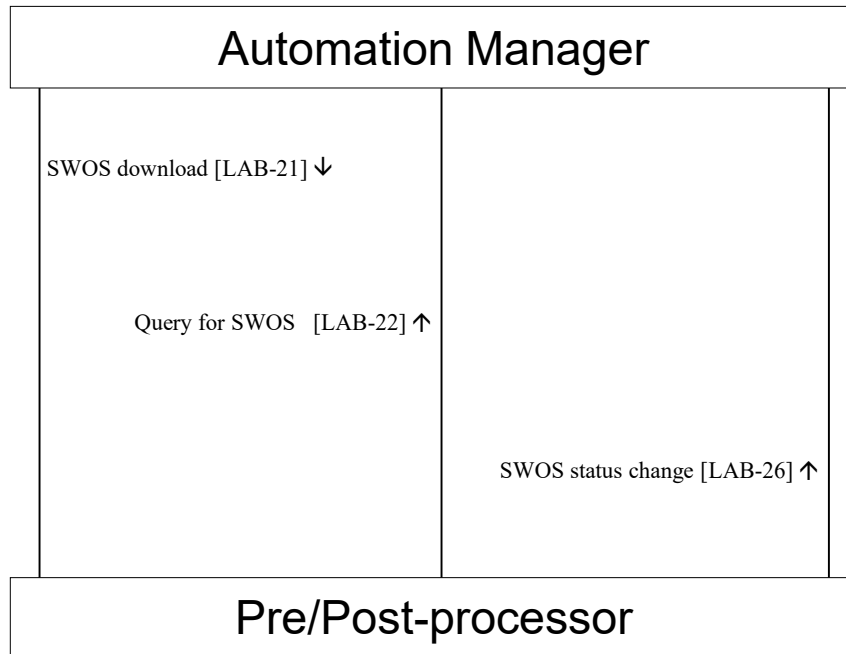 Automation Manager
SWOS download [LAB-21] ↓
Query for SWOS [LAB-22] ↑
SWOS status change [LAB-26] ↑
Pre/Post-processor